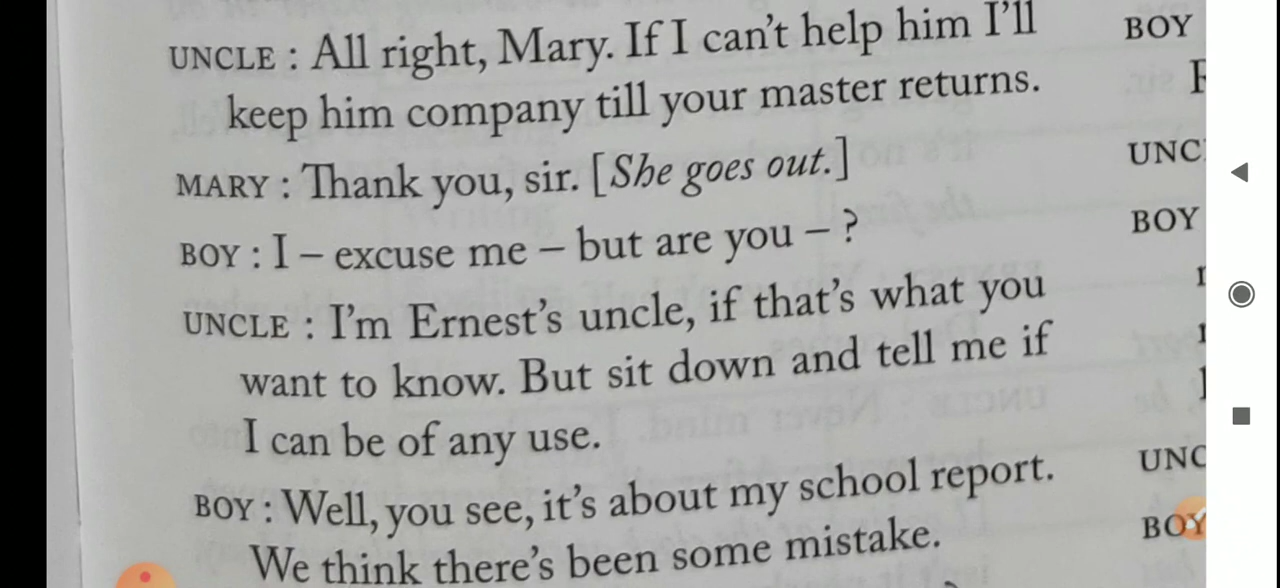 UNCLE : All right, Mary. If I can't help him I'll
keep him company till your master returns.
MARY : Thank you, sir. [She goes out.]
BOY : I – excuse me – but are you – ?
UNCLE : I'm Ernest's uncle, if that's what you
want to know. But sit down and tell me if
I can be of any use.
BOY : Well, you see, it's about my school report.
We think there's been some mistake.
BOY
UNC
BOY
UNC
BOY